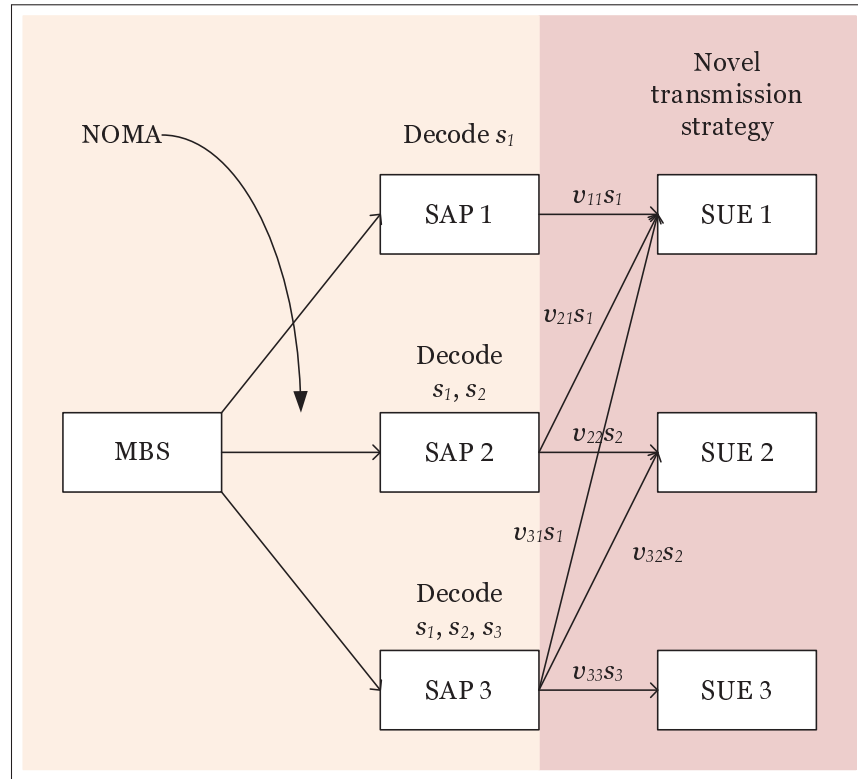 Novel
transmission
strategy
NOMA
Decode s₁
SAP 1
v₁₁s₁
SUE 1
v₂₁s₁
Decode
s₁, s₂
MBS
SAP 2
v₂₂s₂
SUE 2
v₃₁s₁
v₃₂s₂
Decode
s₁, s₂, s₃
SAP 3
v₃₃s₃
SUE 3